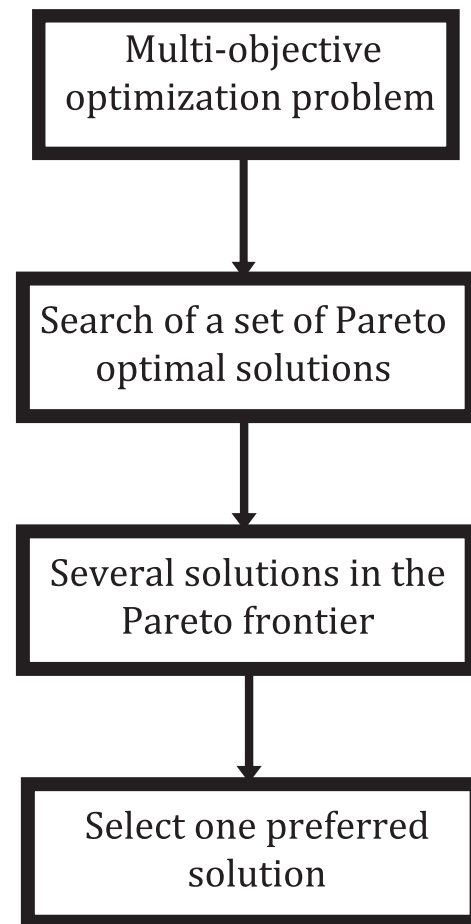 Multi-objective
optimization problem
Search of a set of Pareto
optimal solutions
Several solutions in the
Pareto frontier
Select one preferred
solution